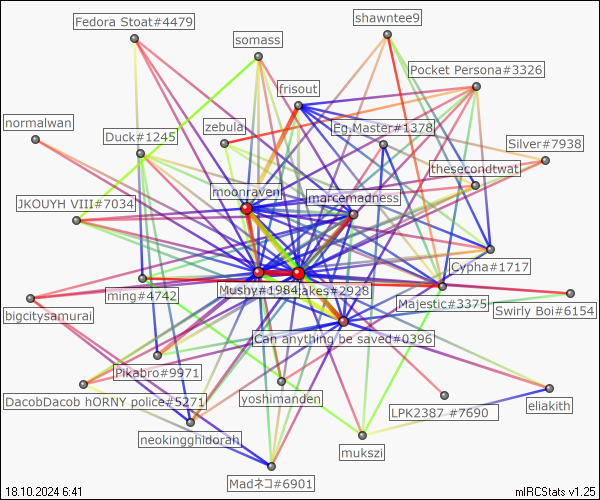 Fedora Stoat#4479
shawntee9
somass
Pocket Persona#3326
frisout
normalwan
Duck#1245
zebula
Eg.Master#1378
Silver#7938
thesecondtwat
moonraven
marcemadness
JKOUYH VIII#7034
Cypha#1717
ming#4742
Mushy#1984
Jakes#2928
Majestic#3375
bigcitysamurai
Swirly Boi#6154
Can anything be saved#0396
Pikabro#9971
DacobDacob hORNY police#5271
yoshimanden
LPK2387 #7690
eliakith
neokingghidorah
mukszi
Madネコ#6901
18.10.2024 6:41
mIRCStats v1.25